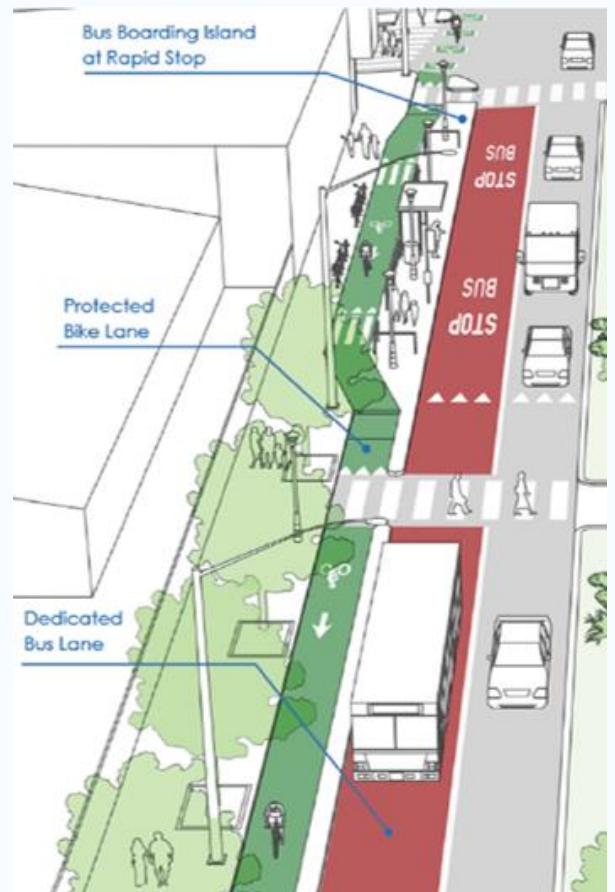 Bus Boarding Island
at Rapid Stop
BUS
STOP
BUS
STOP
Protected
Bike Lane
Dedicated
Bus Lane